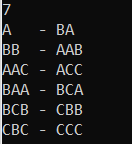 7
A   - BA
BB  - AAB
AAC - ACC
BAA - BCA
BCB - CBB
CBC - CCC